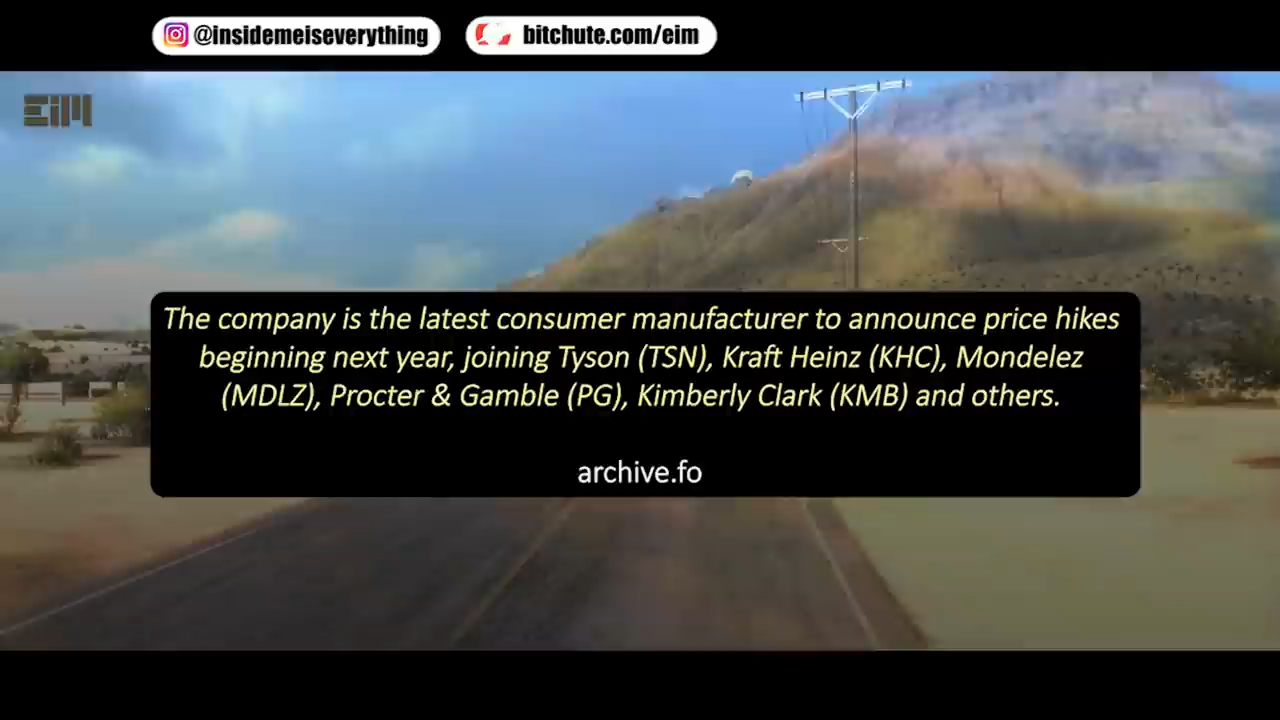 @insidemeiseverything
bitchute.com/eim
EIM
The company is the latest consumer manufacturer to announce price hikes
beginning next year, joining Tyson (TSN), Kraft Heinz (KHC), Mondelez
(MDLZ), Procter & Gamble (PG), Kimberly Clark (KMB) and others.
archive.fo